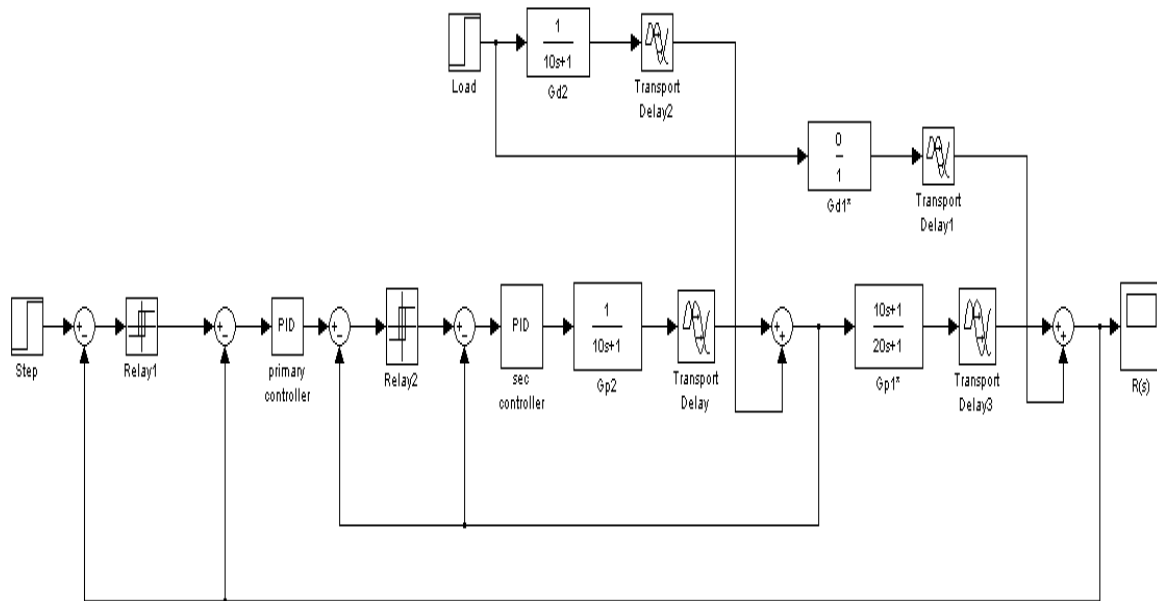 1
10s+1
Load
Gd2
Transport
Delay2
0
1
Gd1*
Transport
Delay1
+
−
+
−
PID
+
−
+
−
PID
1
10s+1
+
+
10s+1
20s+1
+
+
Step
Relay1
primary
controller
Relay2
sec
controller
Gp2
Transport
Delay
Gp1*
Transport
Delay3
R(s)